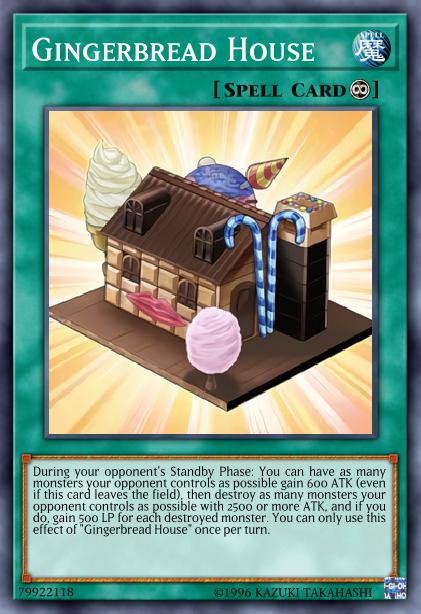 GINGERBREAD HOUSE
SPELL
魔
[SPELL CARD]
During your opponent's Standby Phase: You can have as many
monsters your opponent controls as possible gain 600 ATK (even
if this card leaves the field), then destroy as many monsters your
opponent controls as possible with 2500 or more ATK, and if you
do, gain 500 LP for each destroyed monster. You can only use this
effect of "Gingerbread House" once per turn.
79922118
©1996 KAZUKI TAKAHASHI